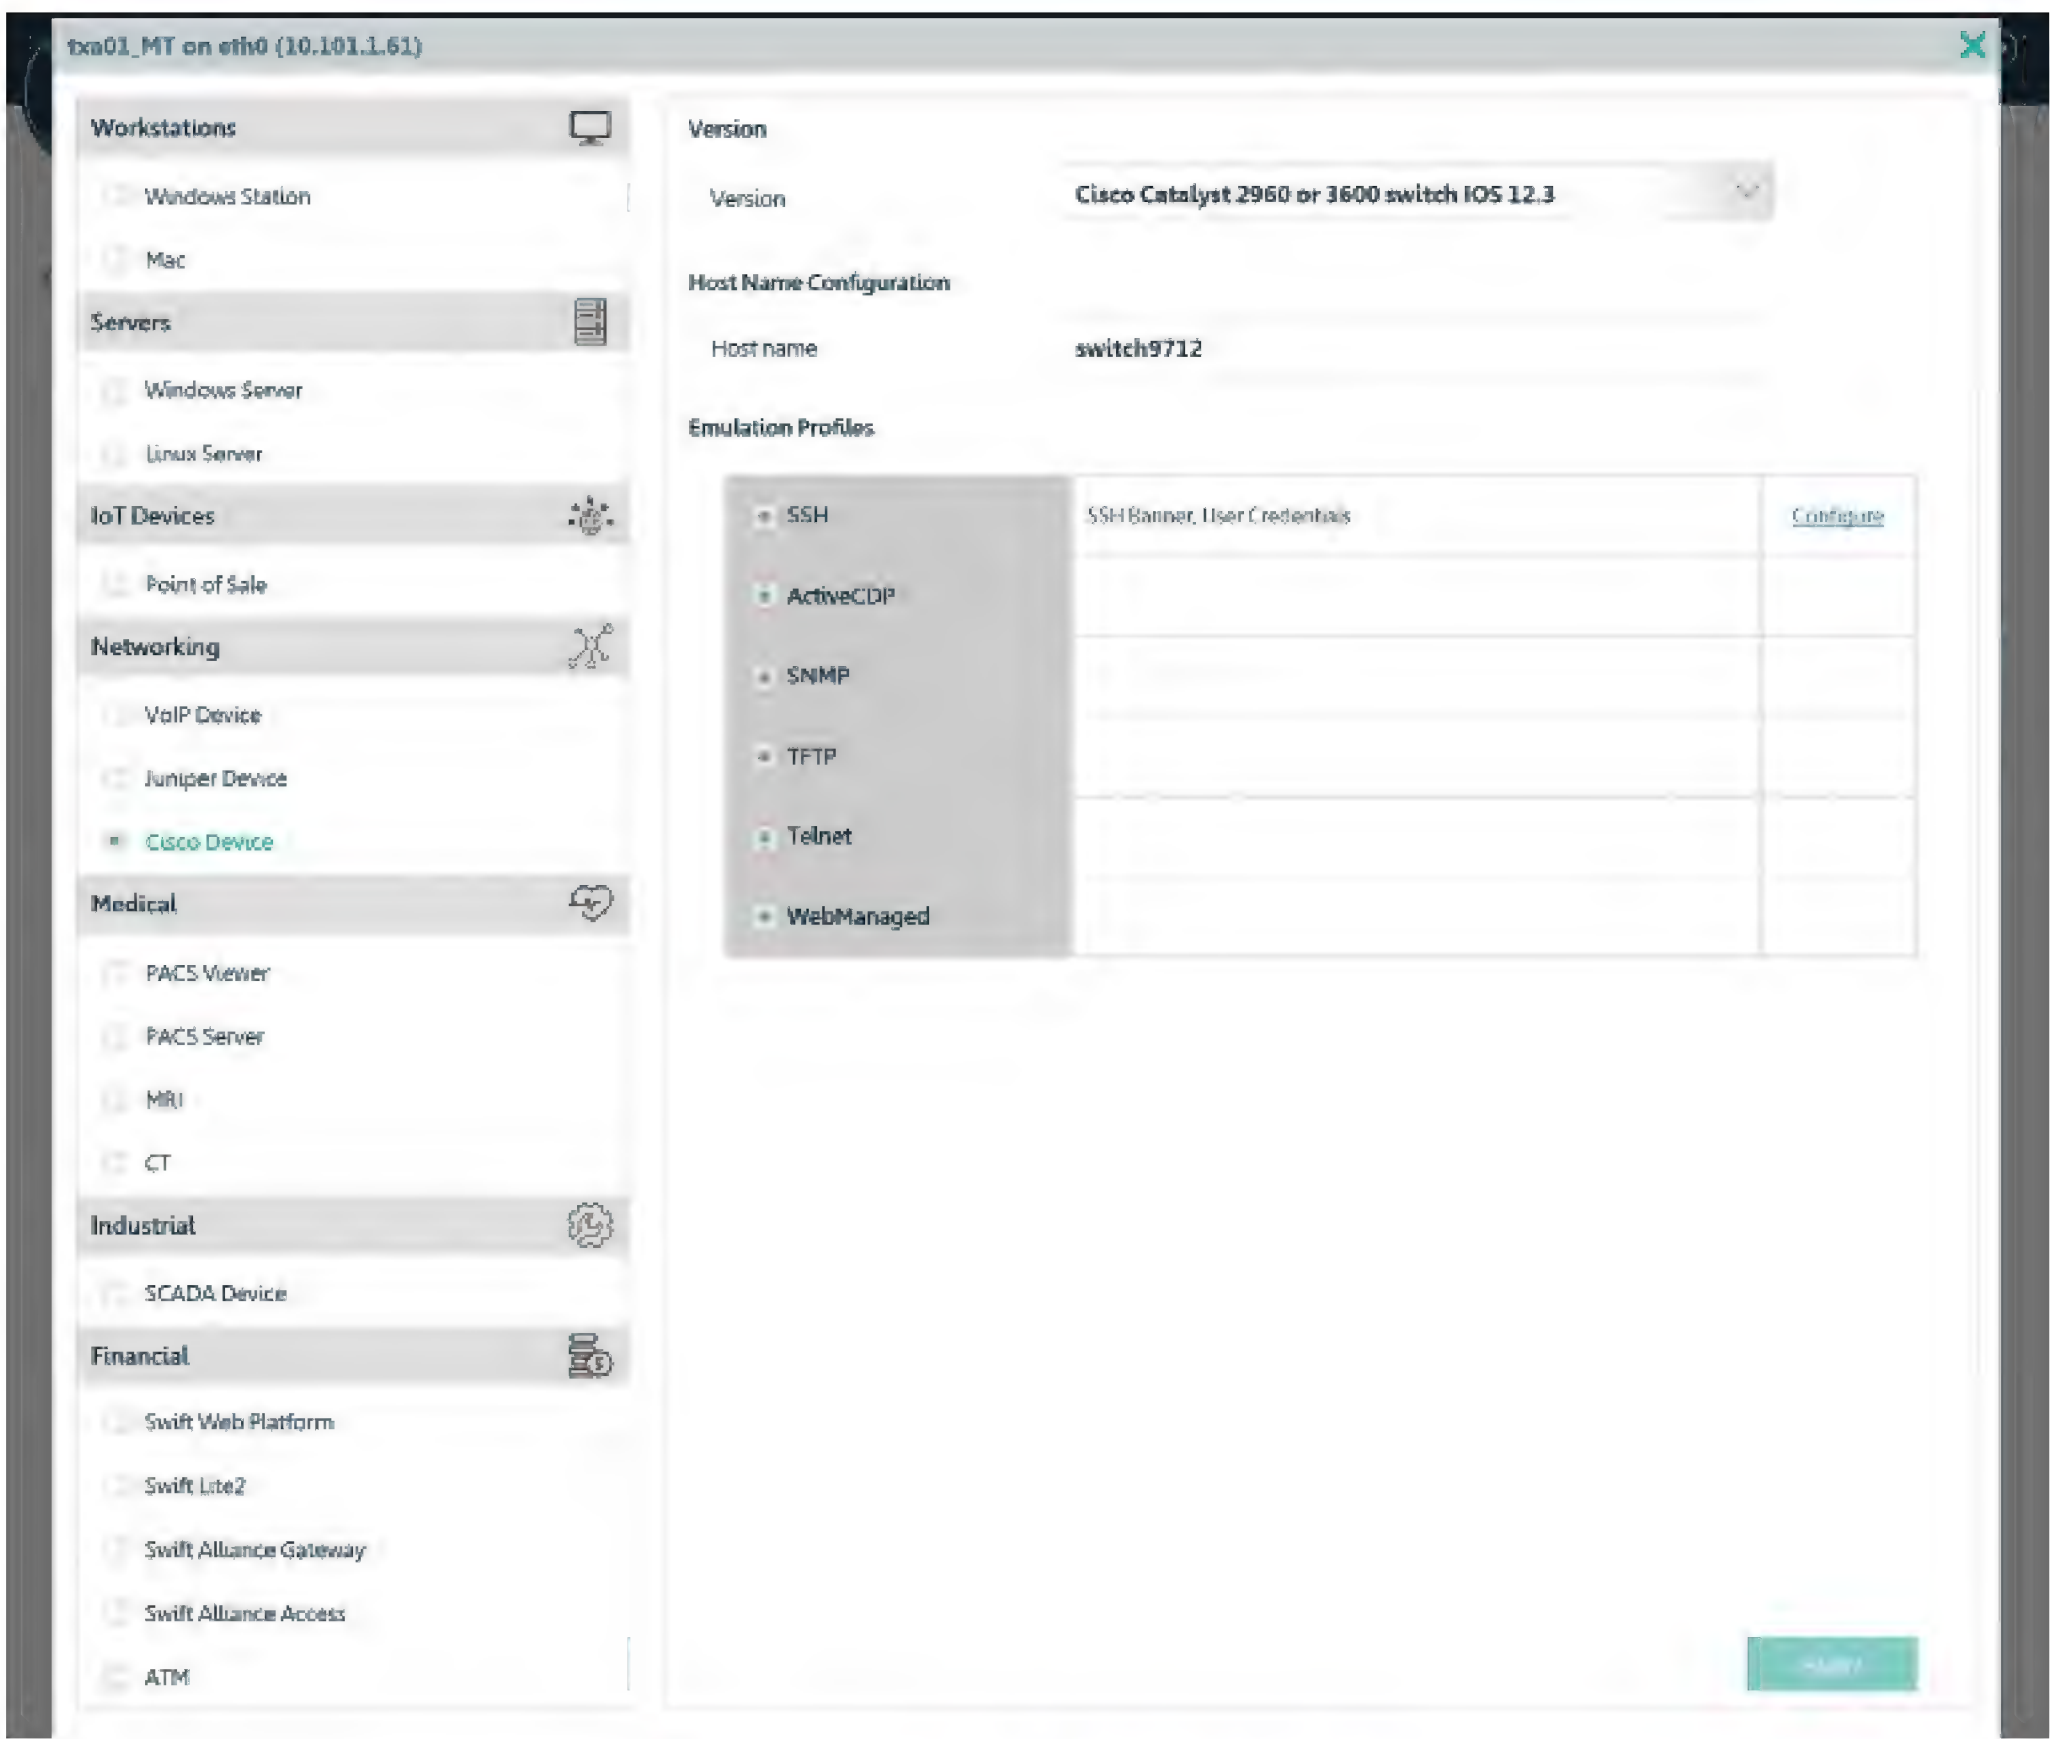 txa01_MT on eth0 (10.101.1.61)
Workstations
Windows Station
Mac
Servers
Windows Server
Linux Server
IoT Devices
Point of Sale
Networking
VoIP Device
Juniper Device
Cisco Device
Medical
PACS Viewer
PACS Server
MRI
CT
Industrial
SCADA Device
Financial
Swift Web Platform
Swift Lite2
Swift Alliance Gateway
Swift Alliance Access
ATM
Version
Version Cisco Catalyst 2960 or 3600 switch IOS 12.3
Host Name Configuration
Host name switch9712
Emulation Profiles
SSH SSH Banner, User Credentials Configure
ActiveCDP
SNMP
TFTP
Telnet
WebManaged